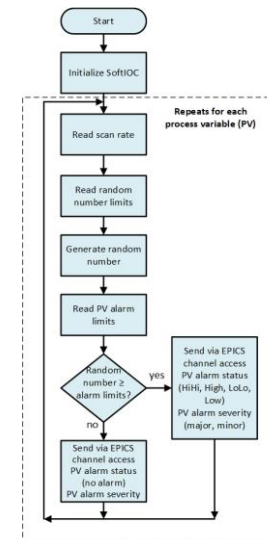 Start
Initialize SoftIOC
Repeats for each
process variable (PV)
Read scan rate
Read random
number limits
Generate random
number
Read PV alarm
limits
Random
number ≥
alarm limits?
yes
Send via EPICS
channel access
PV alarm status
(HiHi, High, LoLo,
Low)
PV alarm severity
(major, minor)
no
Send via EPICS
channel access
PV alarm status
(no alarm)
PV alarm severity